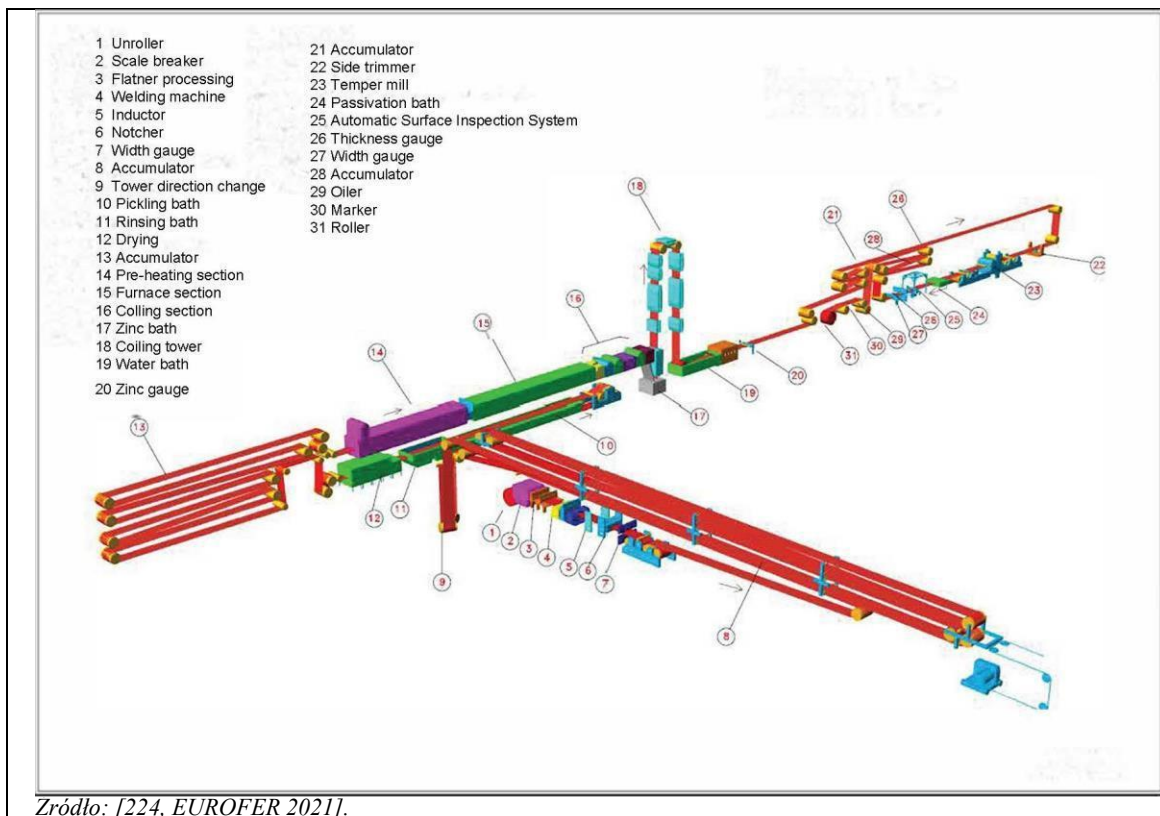 1 Unroller
2 Scale breaker
3 Flatner processing
4 Welding machine
5 Inductor
6 Notcher
7 Width gauge
8 Accumulator
9 Tower direction change
10 Pickling bath
11 Rinsing bath
12 Drying
13 Accumulator
14 Pre-heating section
15 Furnace section
16 Colling section
17 Zinc bath
18 Coiling tower
19 Water bath
20 Zinc gauge
21 Accumulator
22 Side trimmer
23 Temper mill
24 Passivation bath
25 Automatic Surface Inspection System
26 Thickness gauge
27 Width gauge
28 Accumulator
29 Oiler
30 Marker
31 Roller
18
26
21
28
22
23
16
15
24
25
26
27
29
30
31
14
20
19
17
10
13
12
11
1
2
3
4
5
6
7
9
8
Zródło: [224, EUROFER 2021].